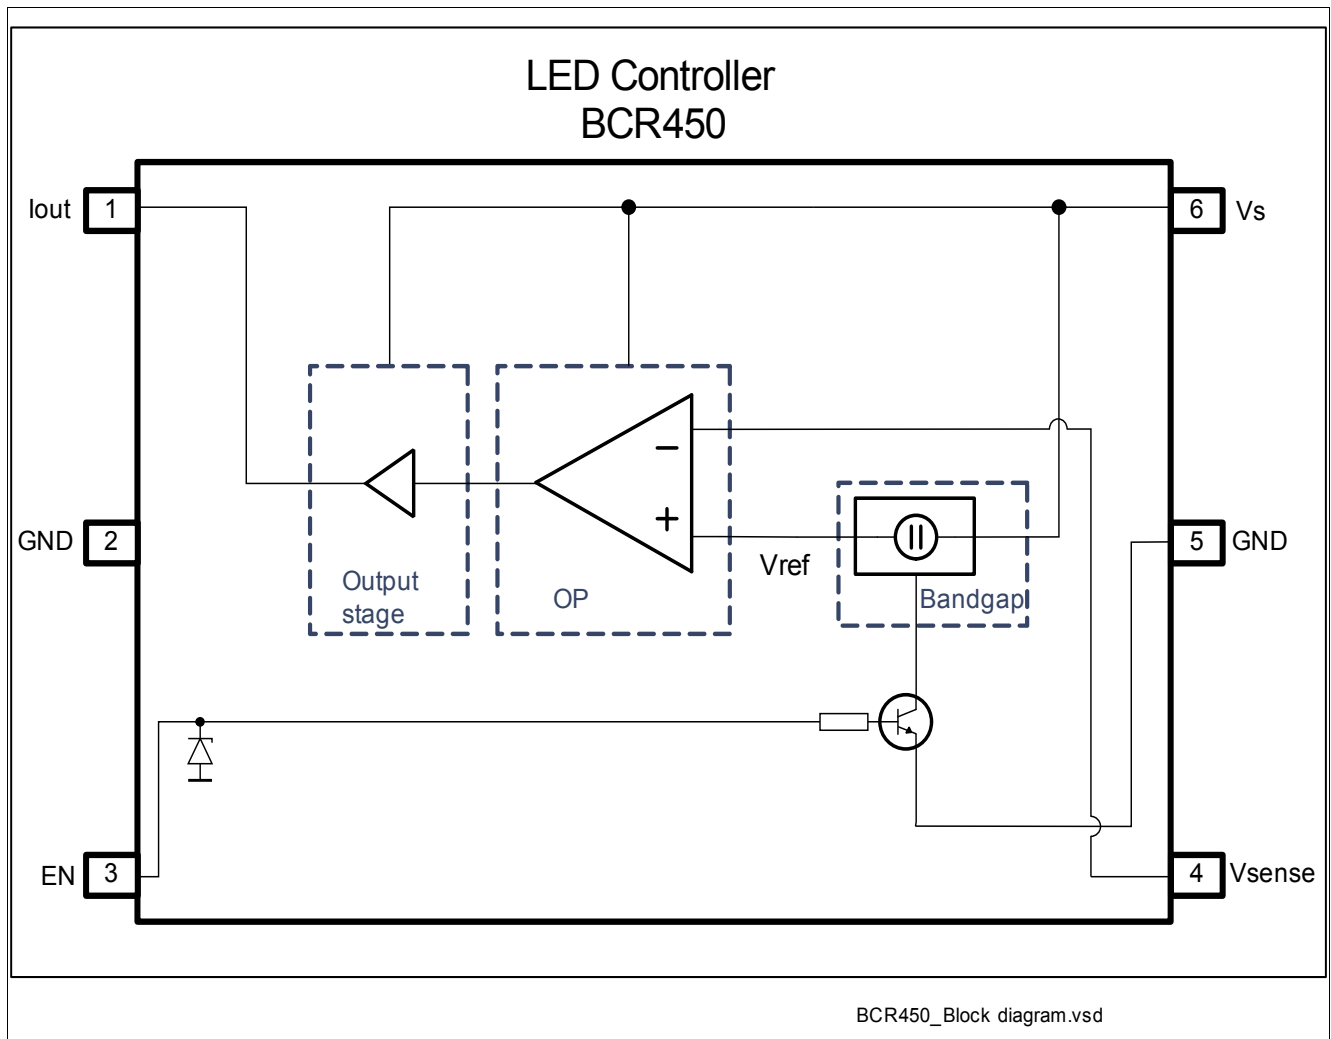 LED Controller
BCR450
Iout 1
6 Vs
Output
stage
OP
−
+
Vref
Bandgap
GND 2
5 GND
EN 3
4 Vsense
BCR450_Block diagram.vsd